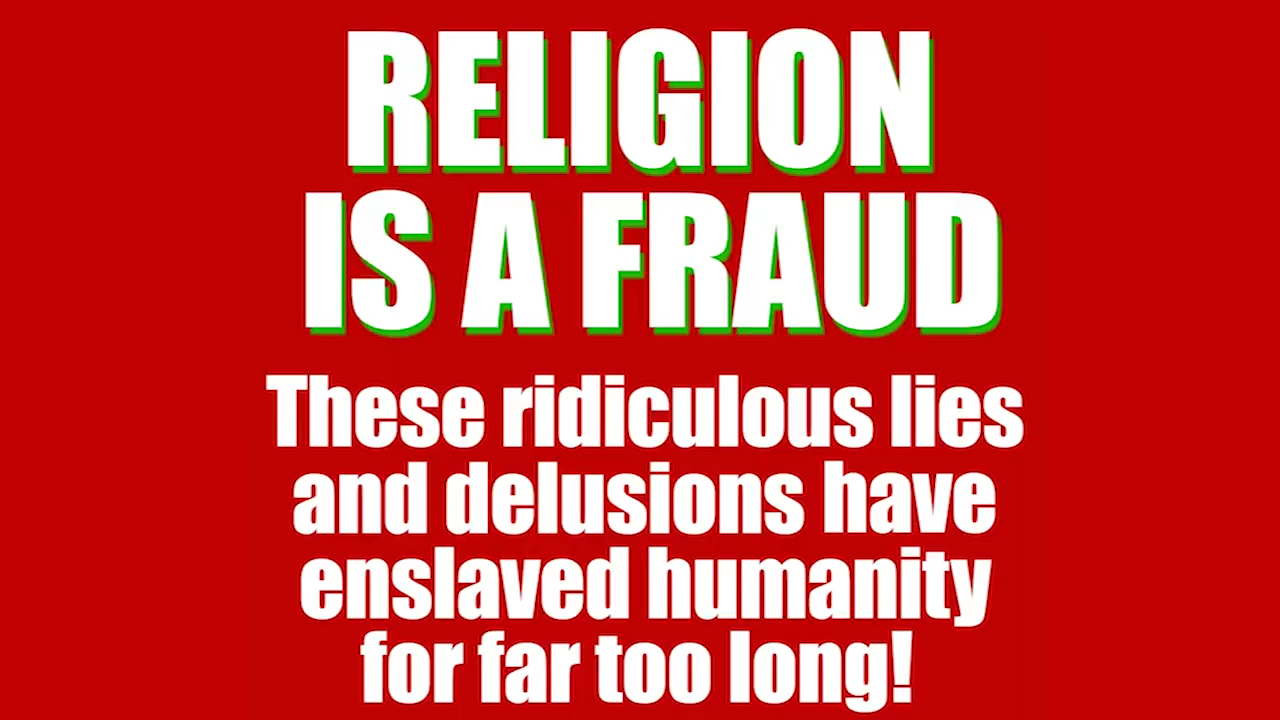 RELIGION
IS A FRAUD
These ridiculous lies
and delusions have
enslaved humanity
for far too long!